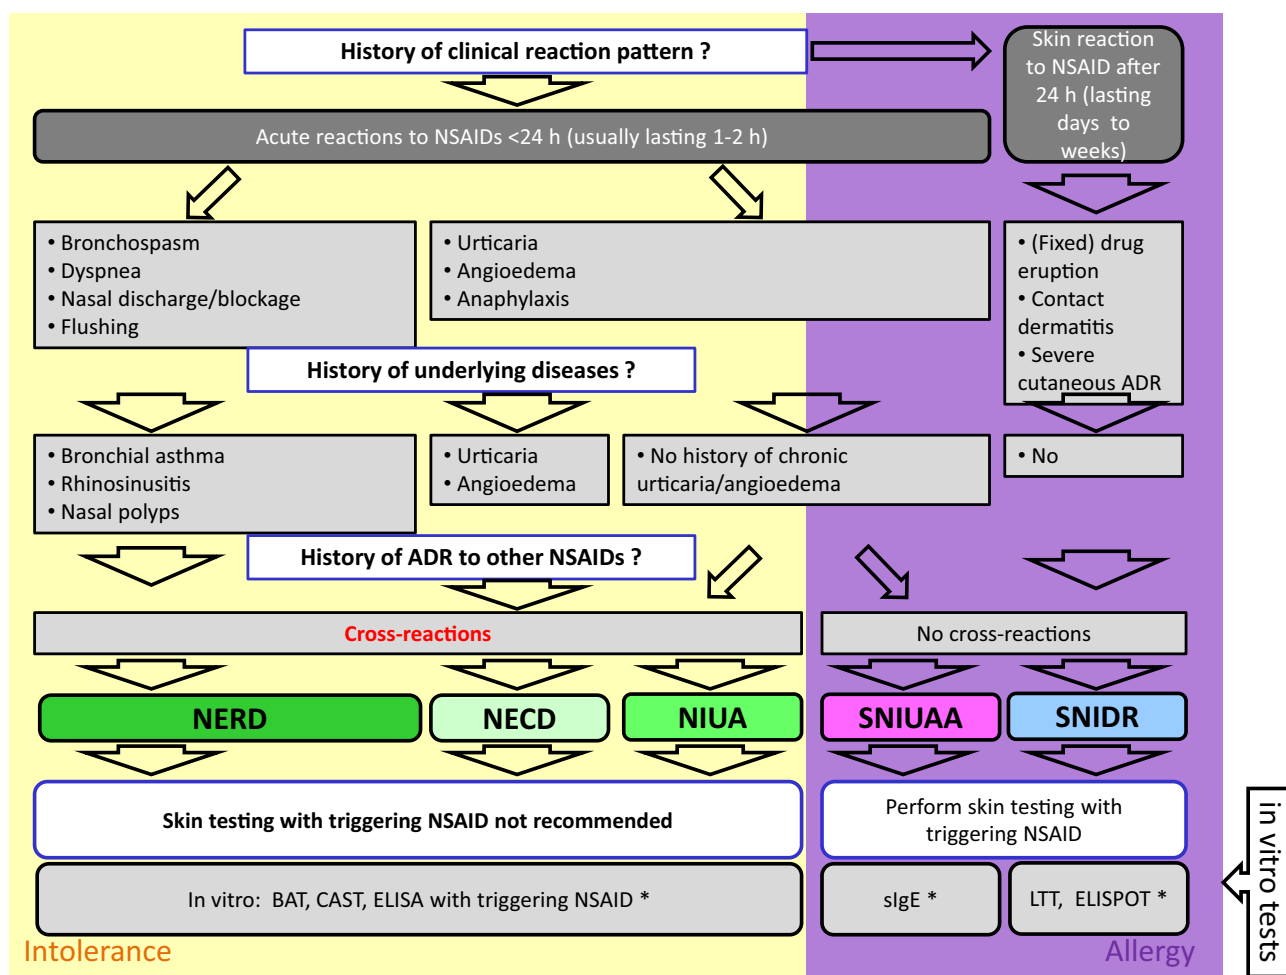 History of clinical reaction pattern ?
Skin reaction
to NSAID after
24 h (lasting
days to
weeks)
Acute reactions to NSAIDs <24 h (usually lasting 1-2 h)
• Bronchospasm
• Dyspnea
• Nasal discharge/blockage
• Flushing
• Urticaria
• Angioedema
• Anaphylaxis
• (Fixed) drug
eruption
• Contact
dermatitis
• Severe
cutaneous ADR
History of underlying diseases ?
• Bronchial asthma
• Rhinosinusitis
• Nasal polyps
• Urticaria
• Angioedema
• No history of chronic
urticaria/angioedema
• No
History of ADR to other NSAIDs ?
Cross-reactions
No cross-reactions
NERD
NECD
NIUA
SNIUAA
SNIDR
Skin testing with triggering NSAID not recommended
Perform skin testing with
triggering NSAID
In vitro: BAT, CAST, ELISA with triggering NSAID *
sIgE *
LTT, ELISPOT *
in vitro tests
Intolerance
Allergy